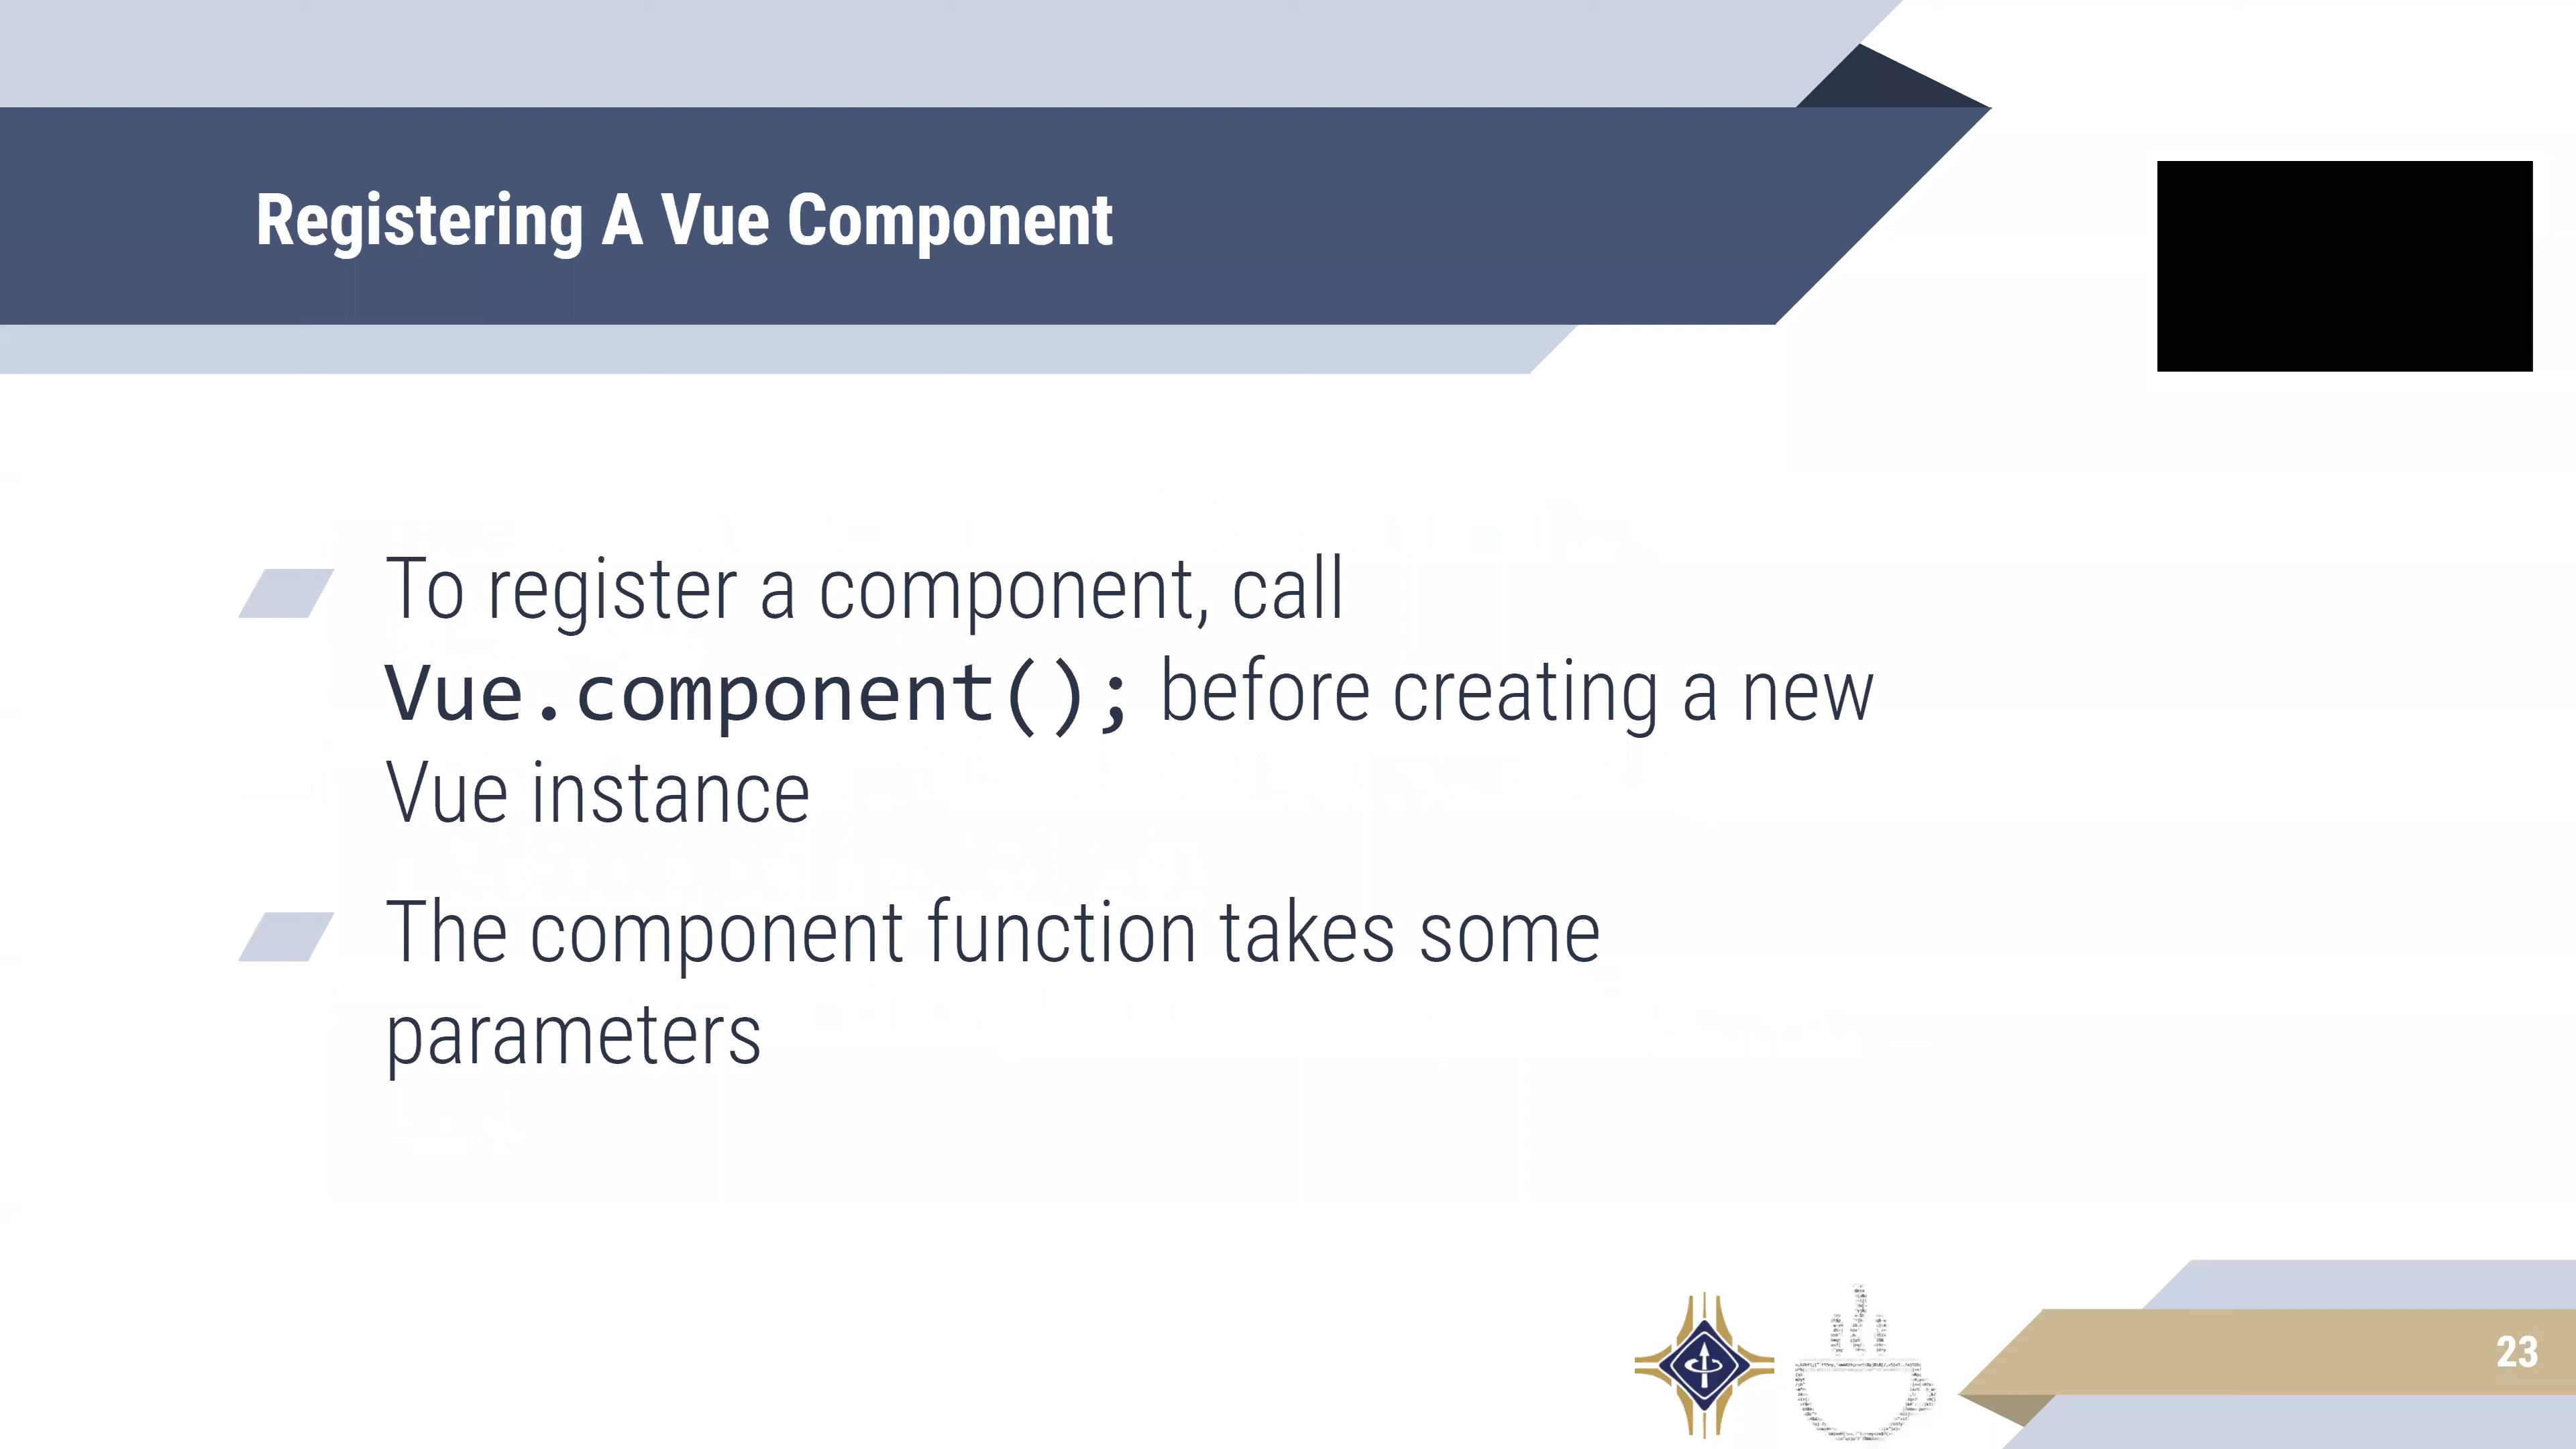 Registering A Vue Component
To register a component, call
Vue.component(); before creating a new
Vue instance
The component function takes some
parameters
23